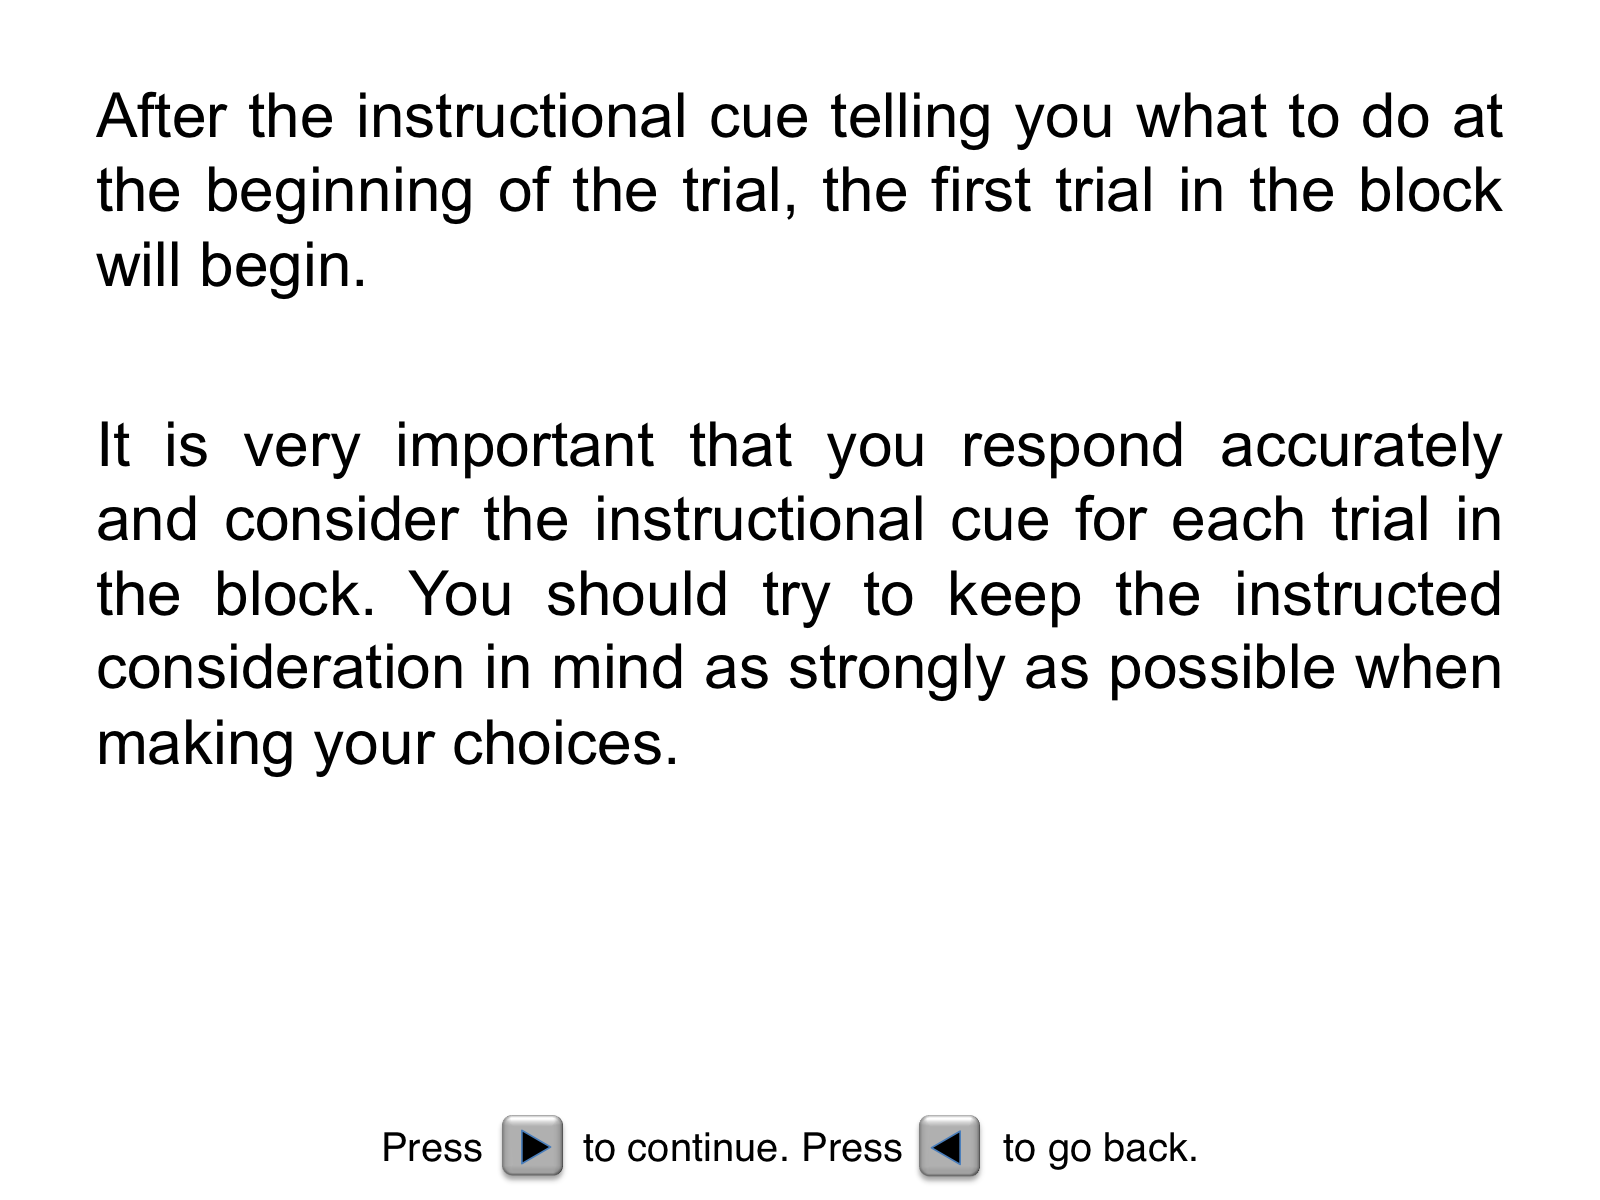 After the instructional cue telling you what to do at
the beginning of the trial, the first trial in the block
will begin.
It is very important that you respond accurately
and consider the instructional cue for each trial in
the block. You should try to keep the instructed
consideration in mind as strongly as possible when
making your choices.
Press to continue. Press to go back.